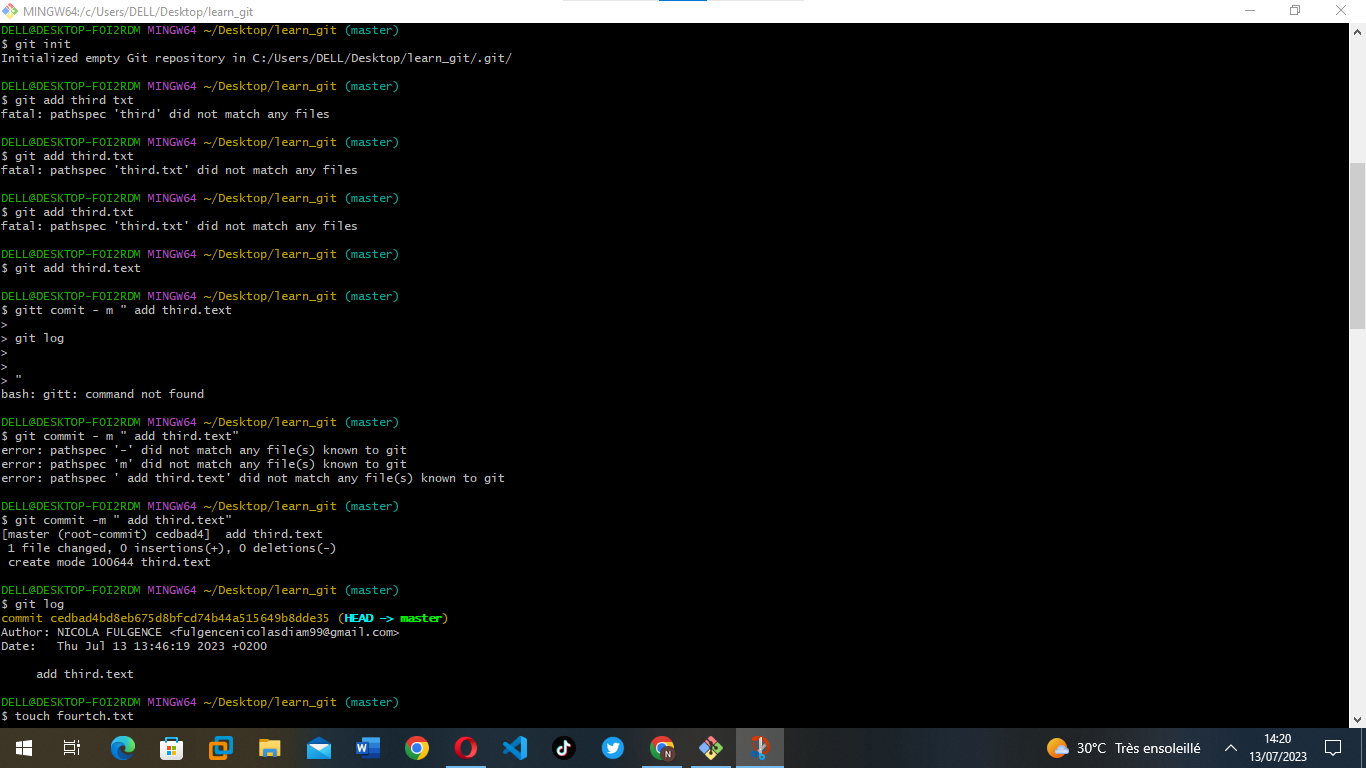 MINGW64:/c/Users/DELL/Desktop/learn_git
DELL@DESKTOP-FOI2RDM MINGW64 ~/Desktop/learn_git (master)
$ git init
Initialized empty Git repository in C:/Users/DELL/Desktop/learn_git/.git/
DELL@DESKTOP-FOI2RDM MINGW64 ~/Desktop/learn_git (master)
$ git add third txt
fatal: pathspec 'third' did not match any files
DELL@DESKTOP-FOI2RDM MINGW64 ~/Desktop/learn_git (master)
$ git add third.txt
fatal: pathspec 'third.txt' did not match any files
DELL@DESKTOP-FOI2RDM MINGW64 ~/Desktop/learn_git (master)
$ git add third.txt
fatal: pathspec 'third.txt' did not match any files
DELL@DESKTOP-FOI2RDM MINGW64 ~/Desktop/learn_git (master)
$ git add third.text
DELL@DESKTOP-FOI2RDM MINGW64 ~/Desktop/learn_git (master)
$ gitt comit - m " add third.text
>
> git log
>
>
> "
bash: gitt: command not found
DELL@DESKTOP-FOI2RDM MINGW64 ~/Desktop/learn_git (master)
$ git commit - m " add third.text"
error: pathspec '-' did not match any file(s) known to git
error: pathspec 'm' did not match any file(s) known to git
error: pathspec ' add third.text' did not match any file(s) known to git
DELL@DESKTOP-FOI2RDM MINGW64 ~/Desktop/learn_git (master)
$ git commit -m " add third.text"
[master (root-commit) cedbad4]  add third.text
 1 file changed, 0 insertions(+), 0 deletions(-)
 create mode 100644 third.text
DELL@DESKTOP-FOI2RDM MINGW64 ~/Desktop/learn_git (master)
$ git log
commit cedbad4bd8eb675d8bfcd74b44a515649b8dde35 (HEAD -> master)
Author: NICOLA FULGENCE <fulgencenicolasdiam99@gmail.com>
Date:   Thu Jul 13 13:46:19 2023 +0200
     add third.text
DELL@DESKTOP-FOI2RDM MINGW64 ~/Desktop/learn_git (master)
$ touch fourtch.txt
30°C Très ensoleillé
14:20
13/07/2023